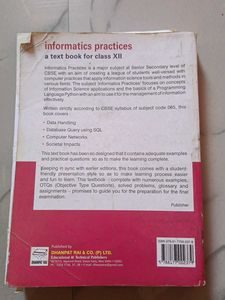 informatics practices
a text book for class XII
Informatics Practices is a major subject at Senior Secondary level of
CBSE with an aim of creating a league of students well-versed with
computer practices that apply information science tools and methods in
various fields. The subject 'Informatics Practices' focuses on concepts
of Information Science applications and the basics of a Programming
Language Python with an aim to use it for the management of information
effectively.
Written strictly according to CBSE syllabus of subject code 065, this
book covers :
• Data Handling
• Database Query using SQL
• Computer Networks
• Societal Impacts
This text book has been so designed that it contains adequate examples
and practical questions so as to make the learning complete.
Keeping in sync with earlier editions, this book comes with a student-
friendly presentation style so as to make learning process easier
and fun to learn. This textbook - complete with numerous examples,
OTQs (Objective Type Questions), solved problems, glossary and
assignments - promises to guide you for the preparation for the final
examination.
Publisher
Published by :
DHANPAT RAI & CO. (P) LTD.
Educational & Technical Publishers